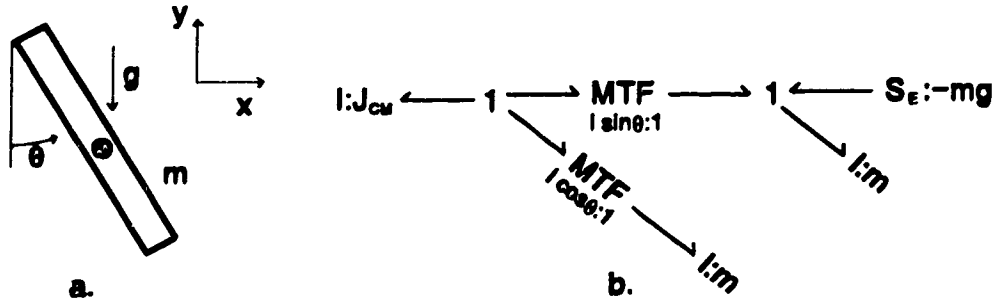 y
g
x
θ
m
a.
I:J_CM
1
MTF
l sinθ:1
1
S_E:-mg
MTF
l cosθ:1
I:m
I:m
b.